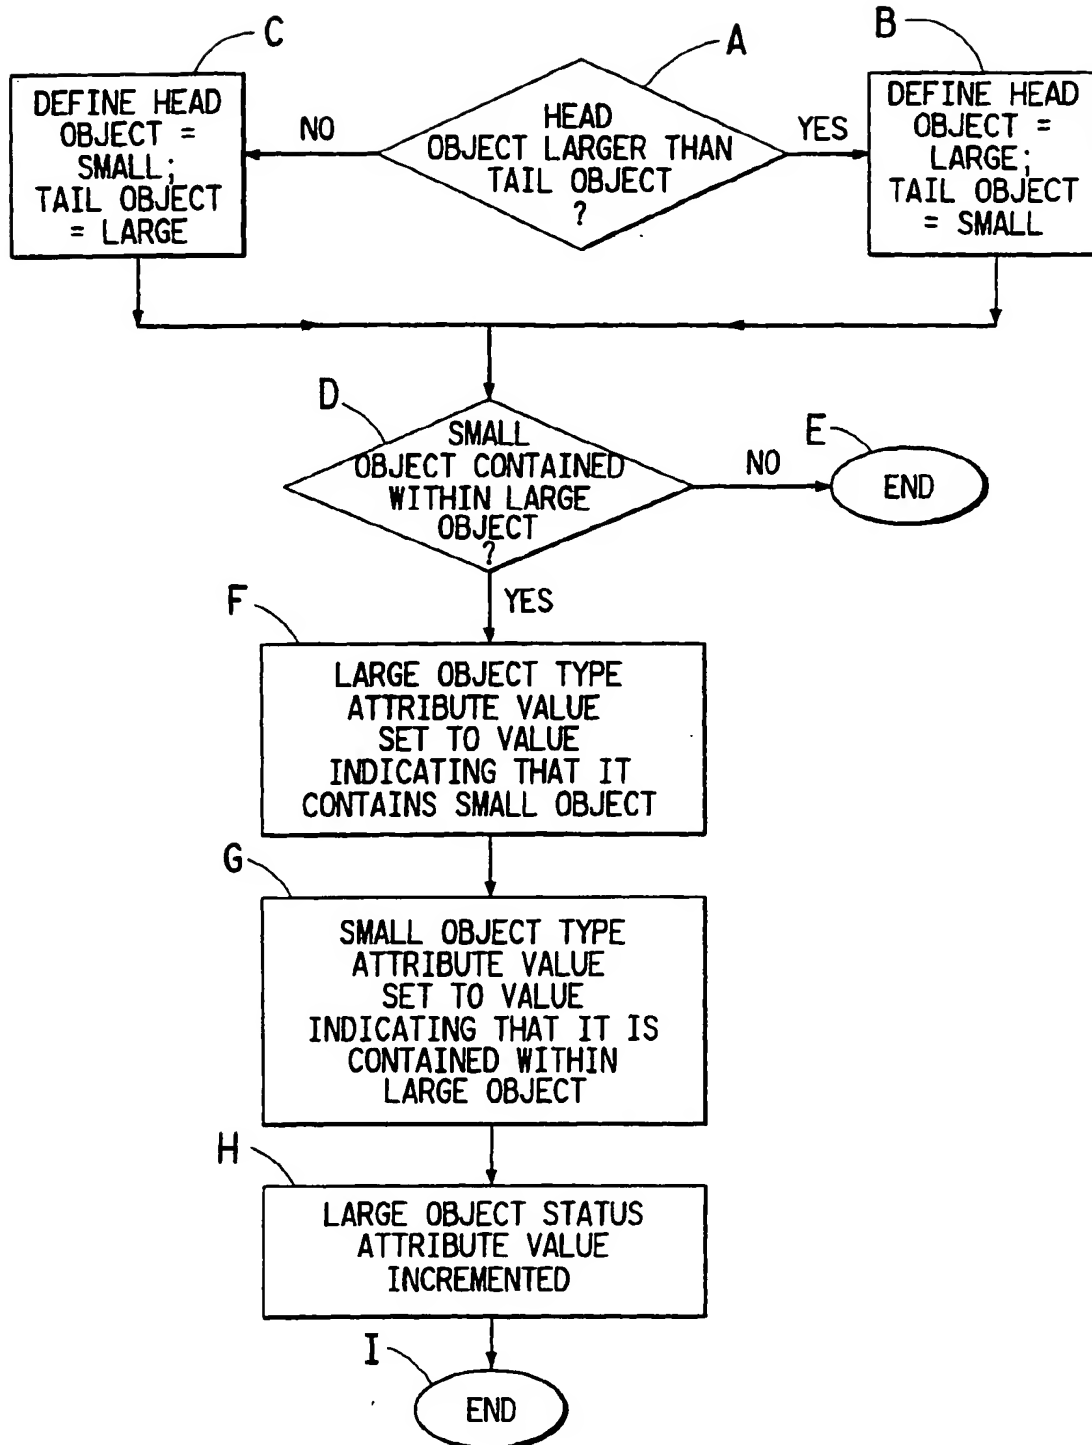 C
A
B
DEFINE HEAD
OBJECT =
SMALL;
TAIL OBJECT
= LARGE
NO
HEAD
OBJECT LARGER THAN
TAIL OBJECT
?
YES
DEFINE HEAD
OBJECT =
LARGE;
TAIL OBJECT
= SMALL
D
SMALL
OBJECT CONTAINED
WITHIN LARGE
OBJECT
?
NO
E
END
YES
F
LARGE OBJECT TYPE
ATTRIBUTE VALUE
SET TO VALUE
INDICATING THAT IT
CONTAINS SMALL OBJECT
G
SMALL OBJECT TYPE
ATTRIBUTE VALUE
SET TO VALUE
INDICATING THAT IT IS
CONTAINED WITHIN
LARGE OBJECT
H
LARGE OBJECT STATUS
ATTRIBUTE VALUE
INCREMENTED
I
END